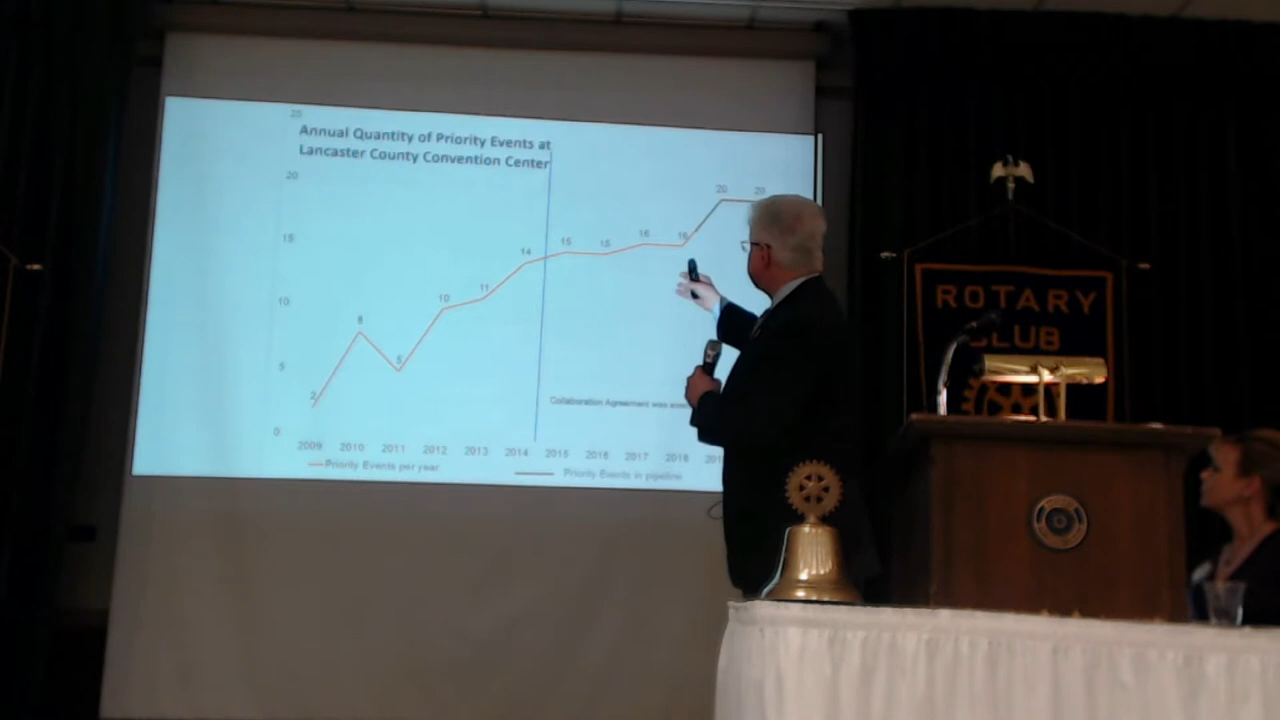 25
Annual Quantity of Priority Events at
Lancaster County Convention Center
20
15
10
5
0
2
8
5
10
11
14
15
15
16
16
20
20
Collaboration Agreement was
2009 2010 2011 2012 2013 2014 2015 2016 2017 2018
Priority Events per year
Priority Events in pipeline
ROTARY
CLUB